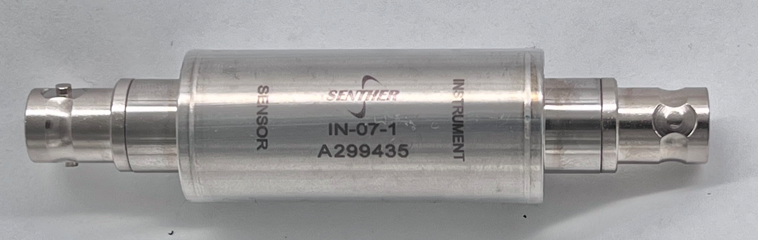 SENSOR
SENTHER
IN-07-1
A299435
INSTRUMENT